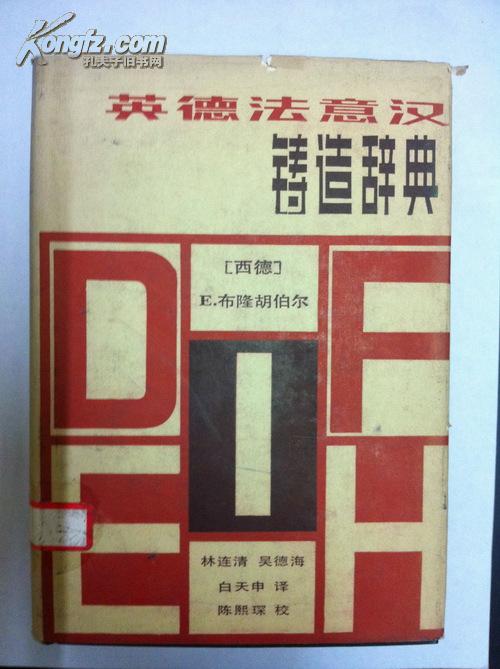 Kongfz.com
孔夫子旧书网
英德法意汉
铸造辞典
[西德]
E.布隆胡伯尔
D I F
E H
林连清 吴德海
白天申 译
陈熙琛 校